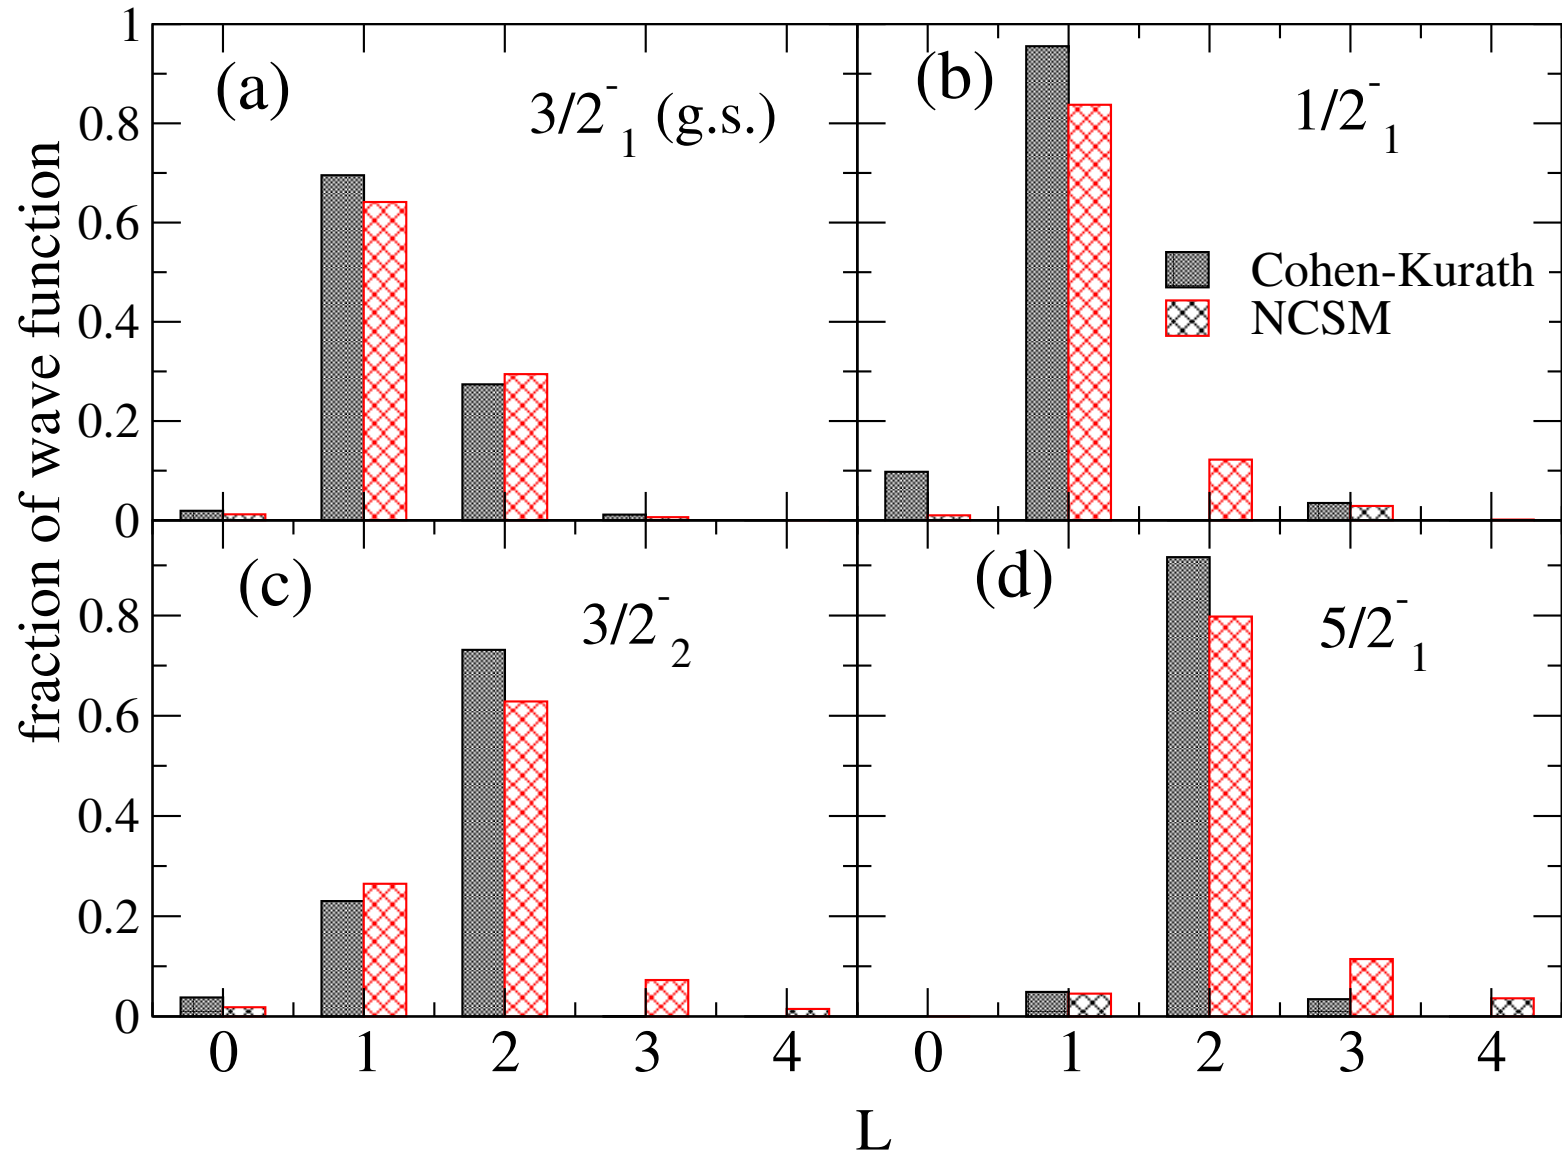 fraction of wave function
1
0.8
0.6
0.4
0.2
0
(a)
3/2⁻₁ (g.s.)
(b)
1/2⁻₁
Cohen-Kurath
NCSM
0.8
0.6
0.4
0.2
0
(c)
3/2⁻₂
(d)
5/2⁻₁
0 1 2 3 4
0 1 2 3 4
L